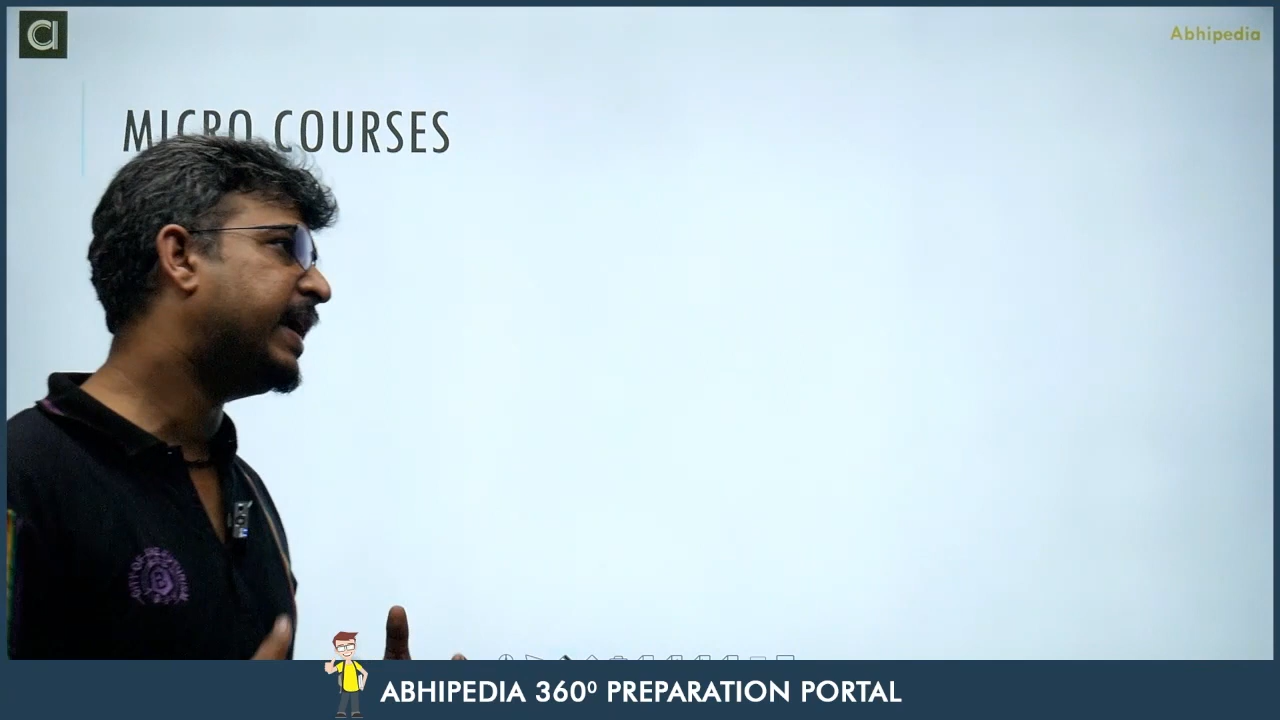 Abhipedia
MICRO COURSES
ABHIPEDIA 360⁰ PREPARATION PORTAL